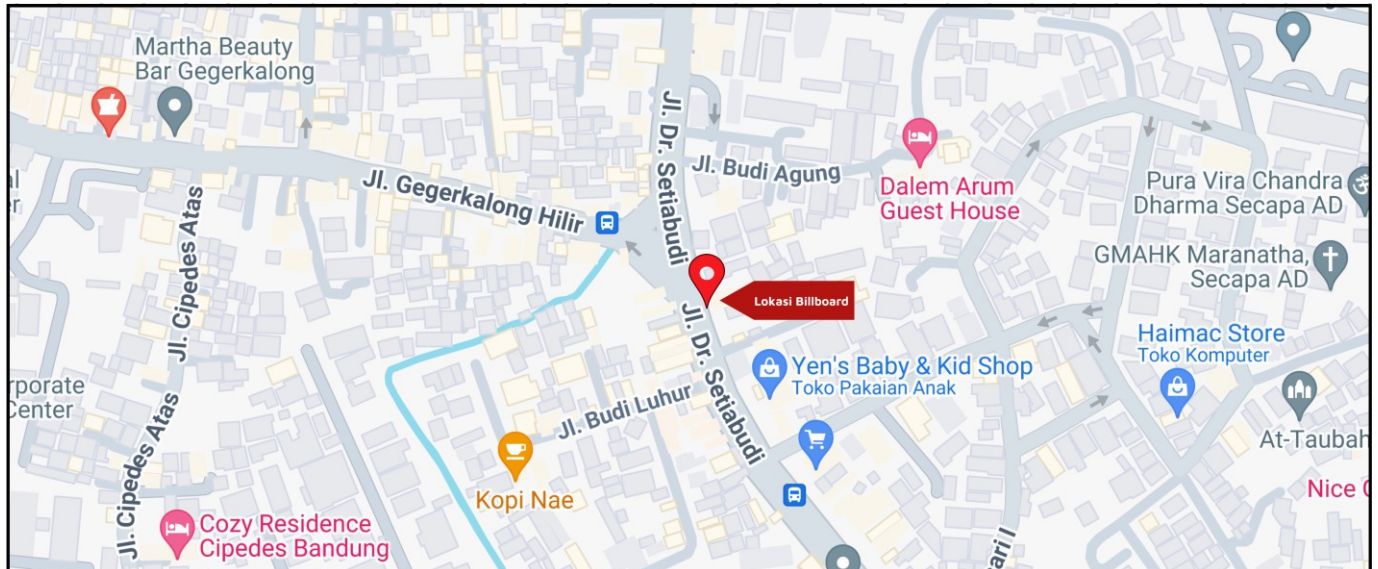 Martha Beauty
Bar Gegerkalong
Jl. Gegerkalong Hilir
Jl. Dr. Setiabudi
Jl. Budi Agung
Dalem Arum
Guest House
Pura Vira Chandra
Dharma Secapa AD
GMAHK Maranatha,
Secapa AD
Jl. Cipedes Atas
Lokasi Billboard
Jl. Dr. Setiabudi
Haimac Store
Toko Komputer
Yen's Baby & Kid Shop
Toko Pakaian Anak
Jl. Budi Luhur
rporate
Center
Jl. Cipedes Atas
At-Taubah
Kopi Nae
Nice
Cozy Residence
Cipedes Bandung
ari I